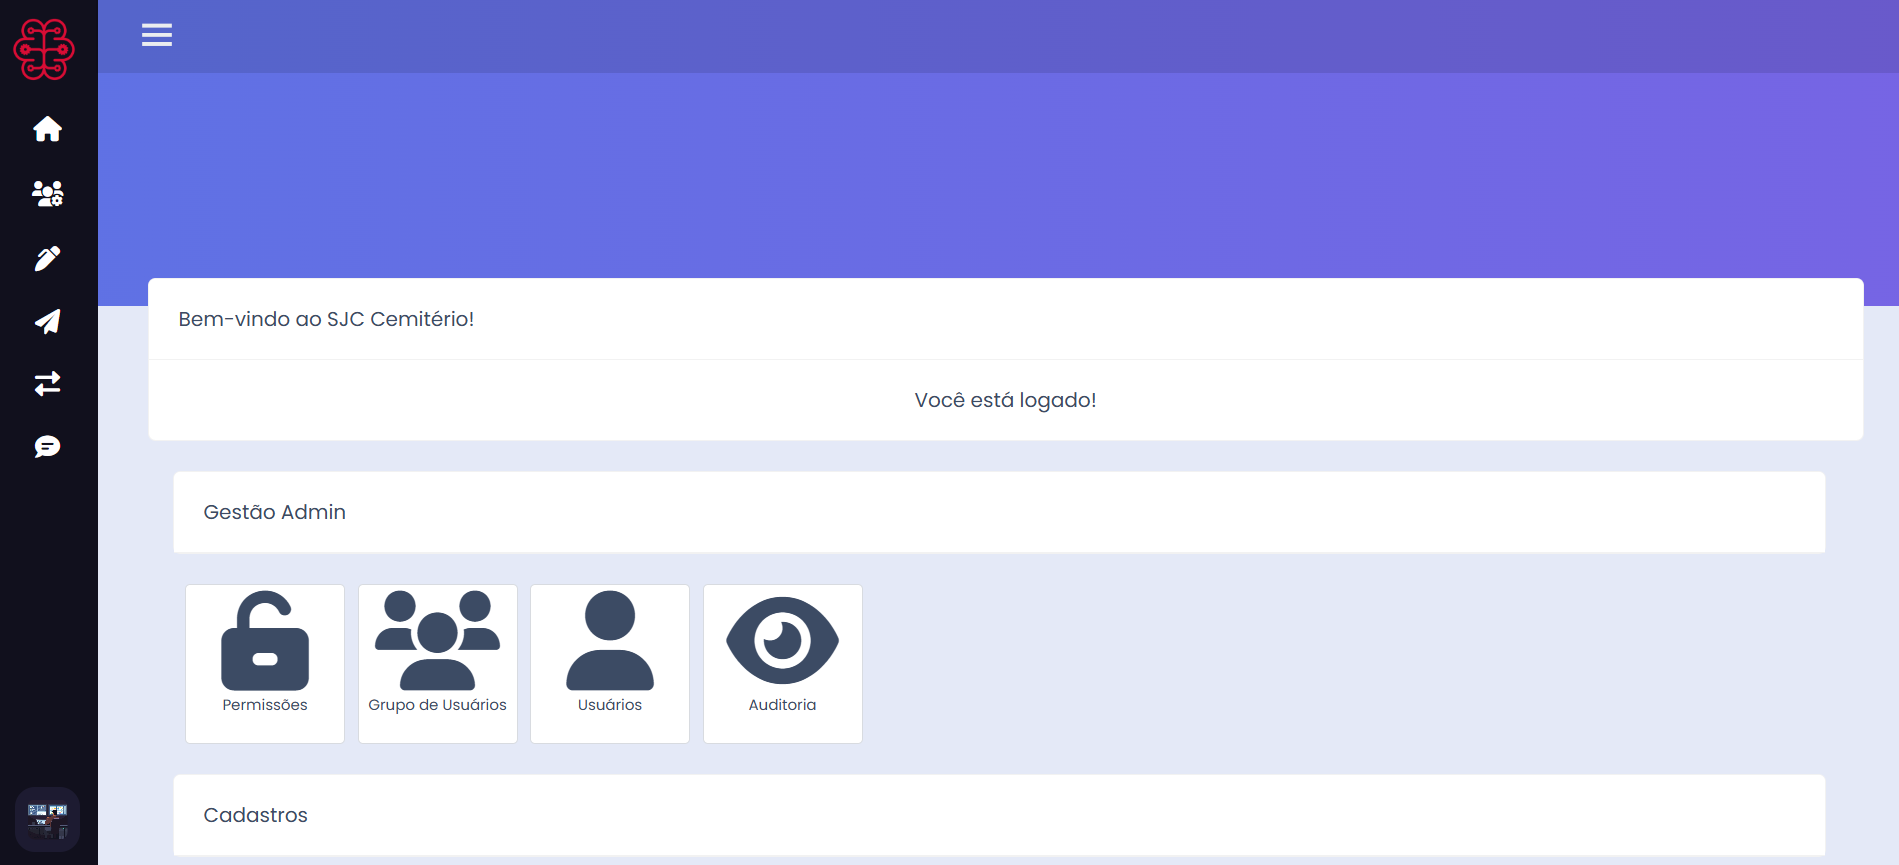 Bem-vindo ao SJC Cemitério!
Você está logado!
Gestão Admin
Permissões
Grupo de Usuários
Usuários
Auditoria
Cadastros